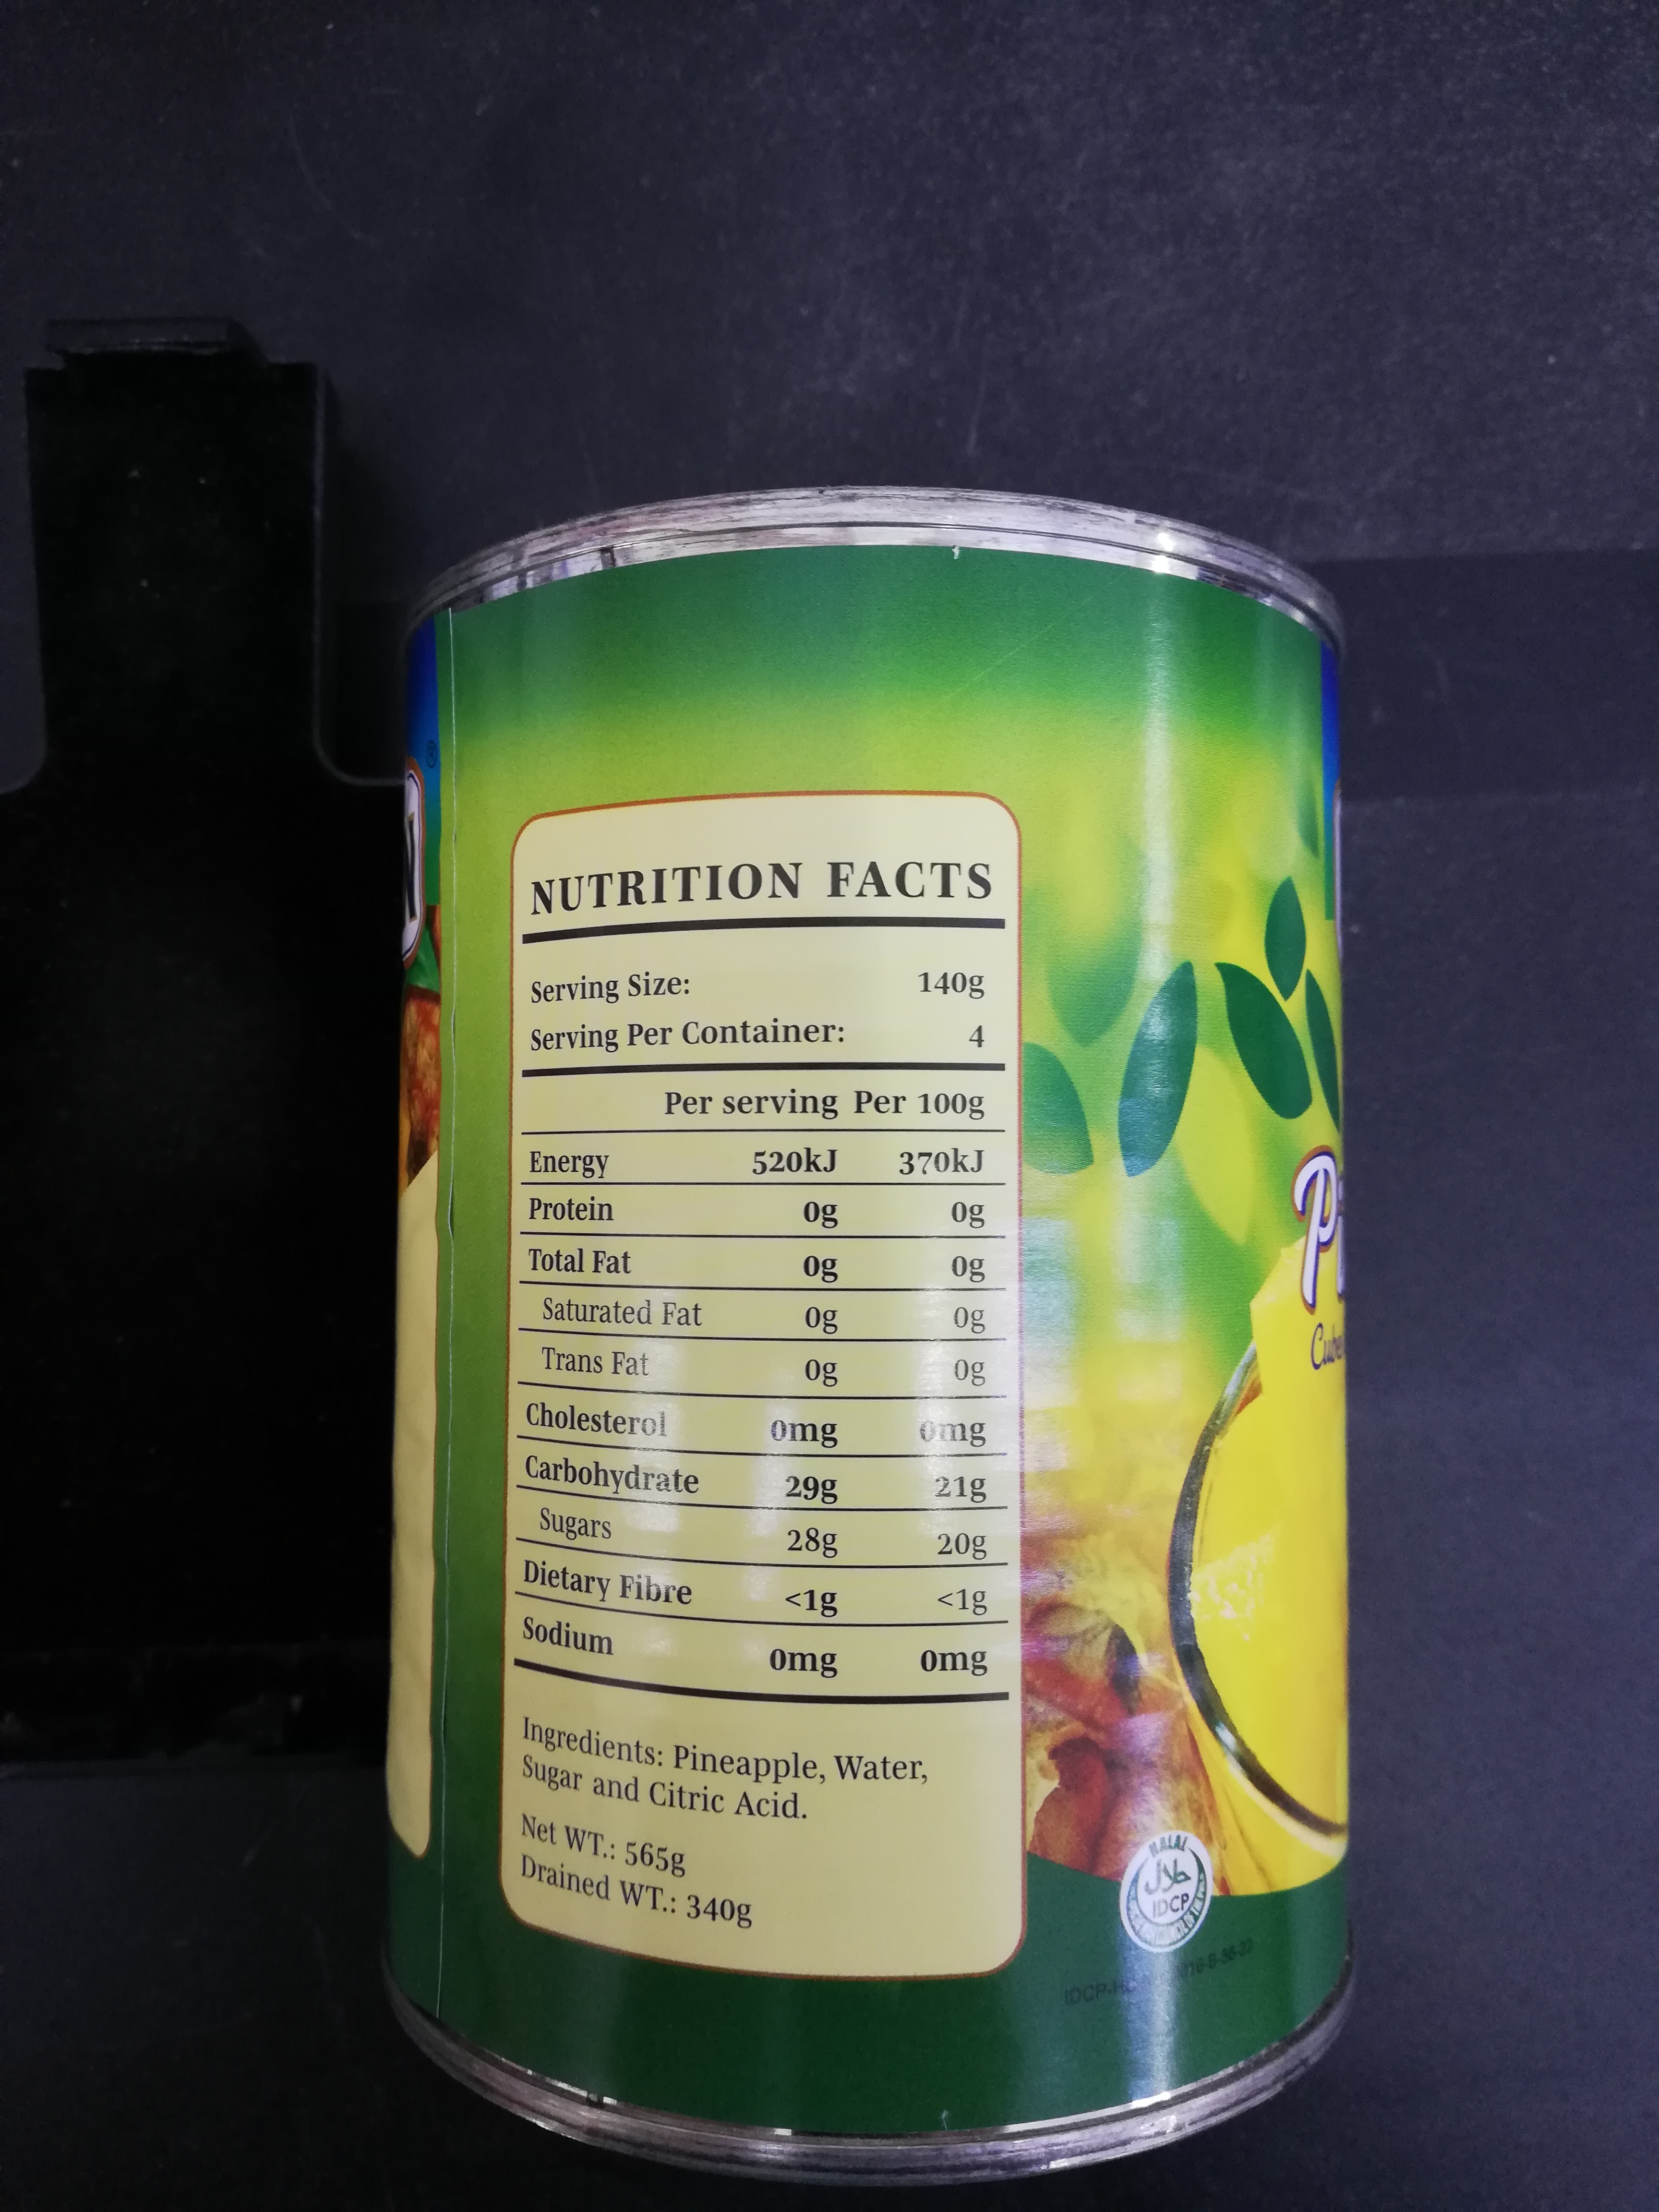 NUTRITION FACTS
Serving Size: 140g
Serving Per Container: 4
Per serving Per 100g
Energy 520kJ 370kJ
Protein 0g 0g
Total Fat 0g 0g
Saturated Fat 0g 0g
Trans Fat 0g 0g
Cholesterol 0mg 0mg
Carbohydrate 29g 21g
Sugars 28g 20g
Dietary Fibre <1g <1g
Sodium 0mg 0mg
Ingredients: Pineapple, Water,
Sugar and Citric Acid.
Net WT.: 565g
Drained WT.: 340g
N ®
Pi
Cube
HALAL
حلال
IDCP